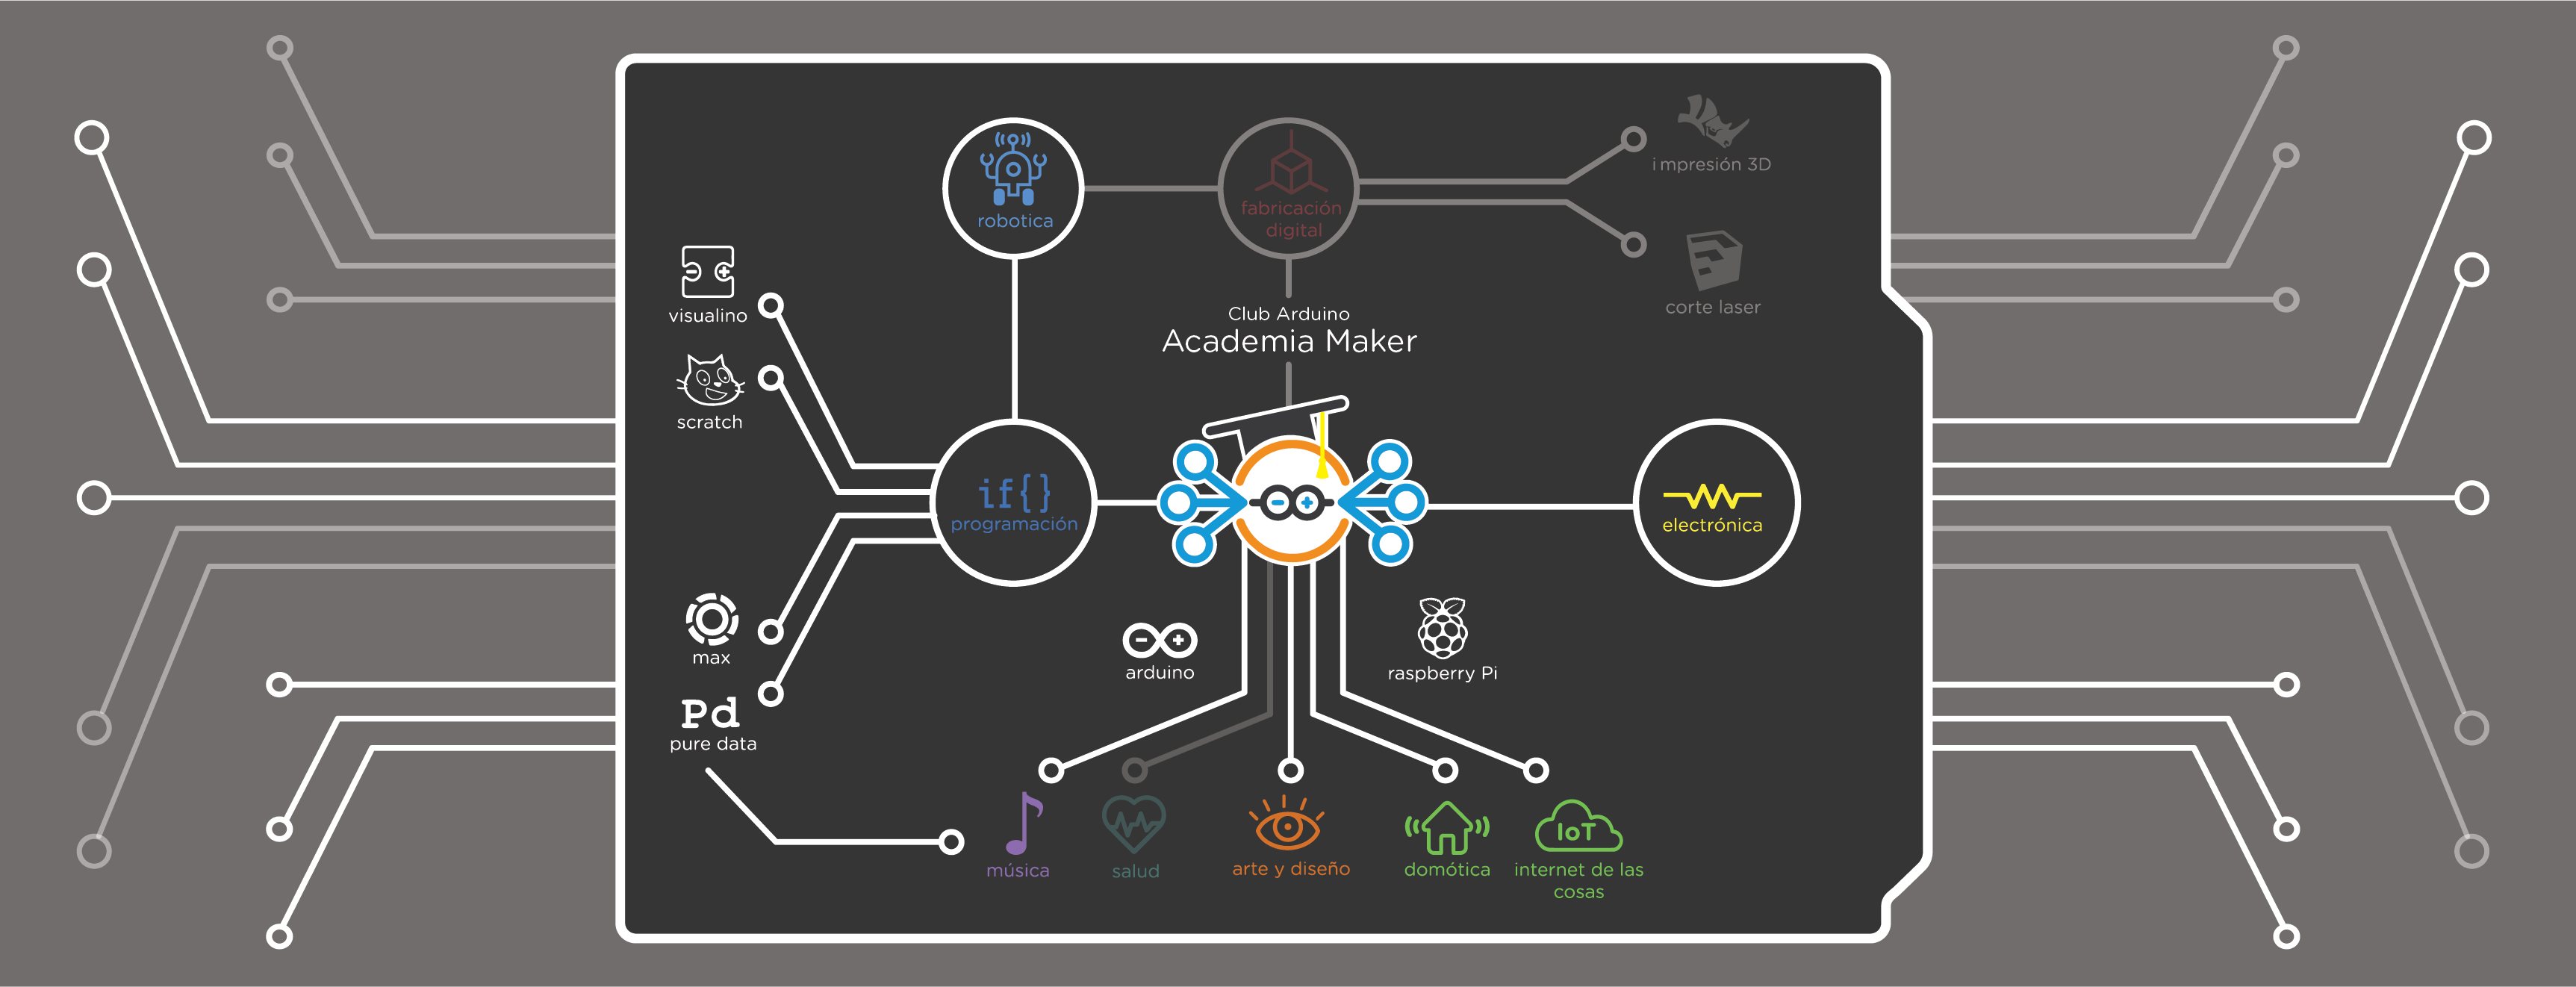 robotica
fabricación
digital
impresión 3D
corte laser
visualino
scratch
Club Arduino
Academia Maker
if{}
programación
electrónica
max
Pd
pure data
arduino
raspberry Pi
música
salud
arte y diseño
domótica
IoT
internet de las
cosas